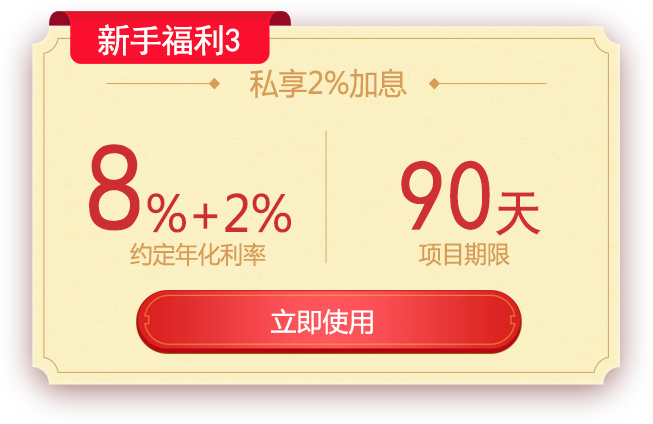 新手福利3
私享2%加息
8%+2%
约定年化利率
90天
项目期限
立即使用